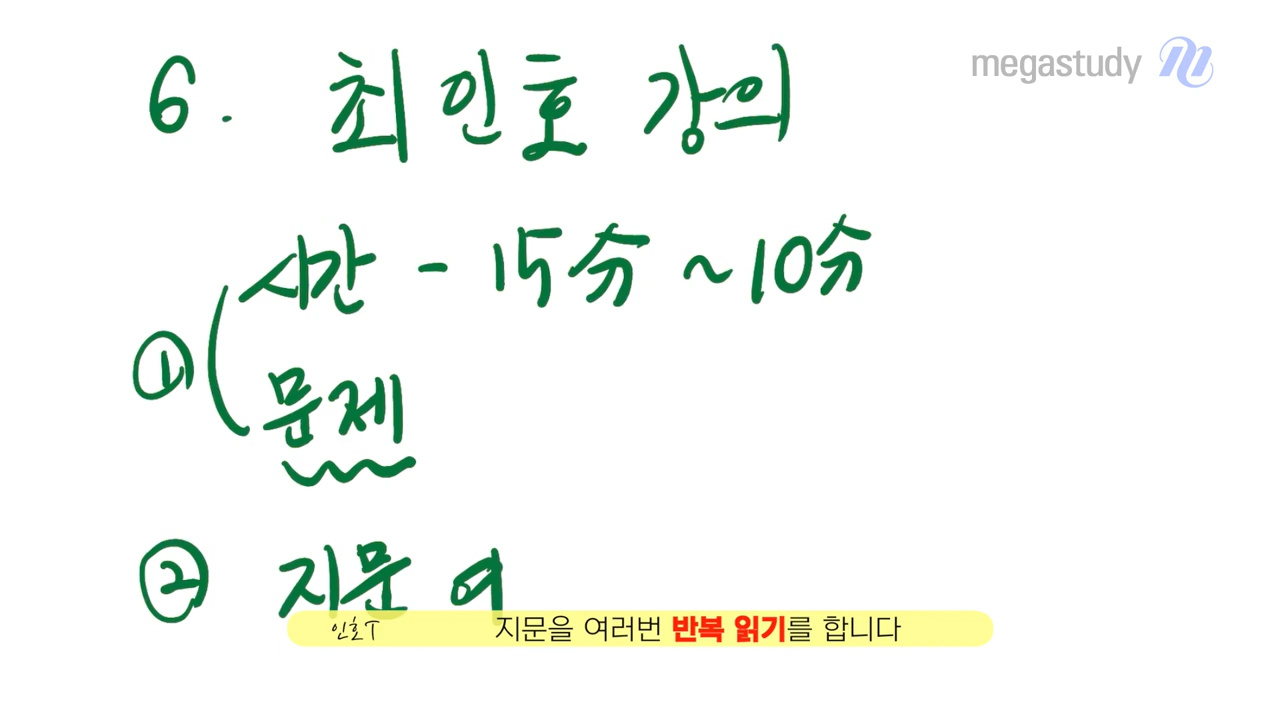 megastudy
6. 최인호 강의
시간 - 15分 ~ 10分
①
문제
② 지문 여
인호T 지문을 여러번 반복 읽기를 합니다